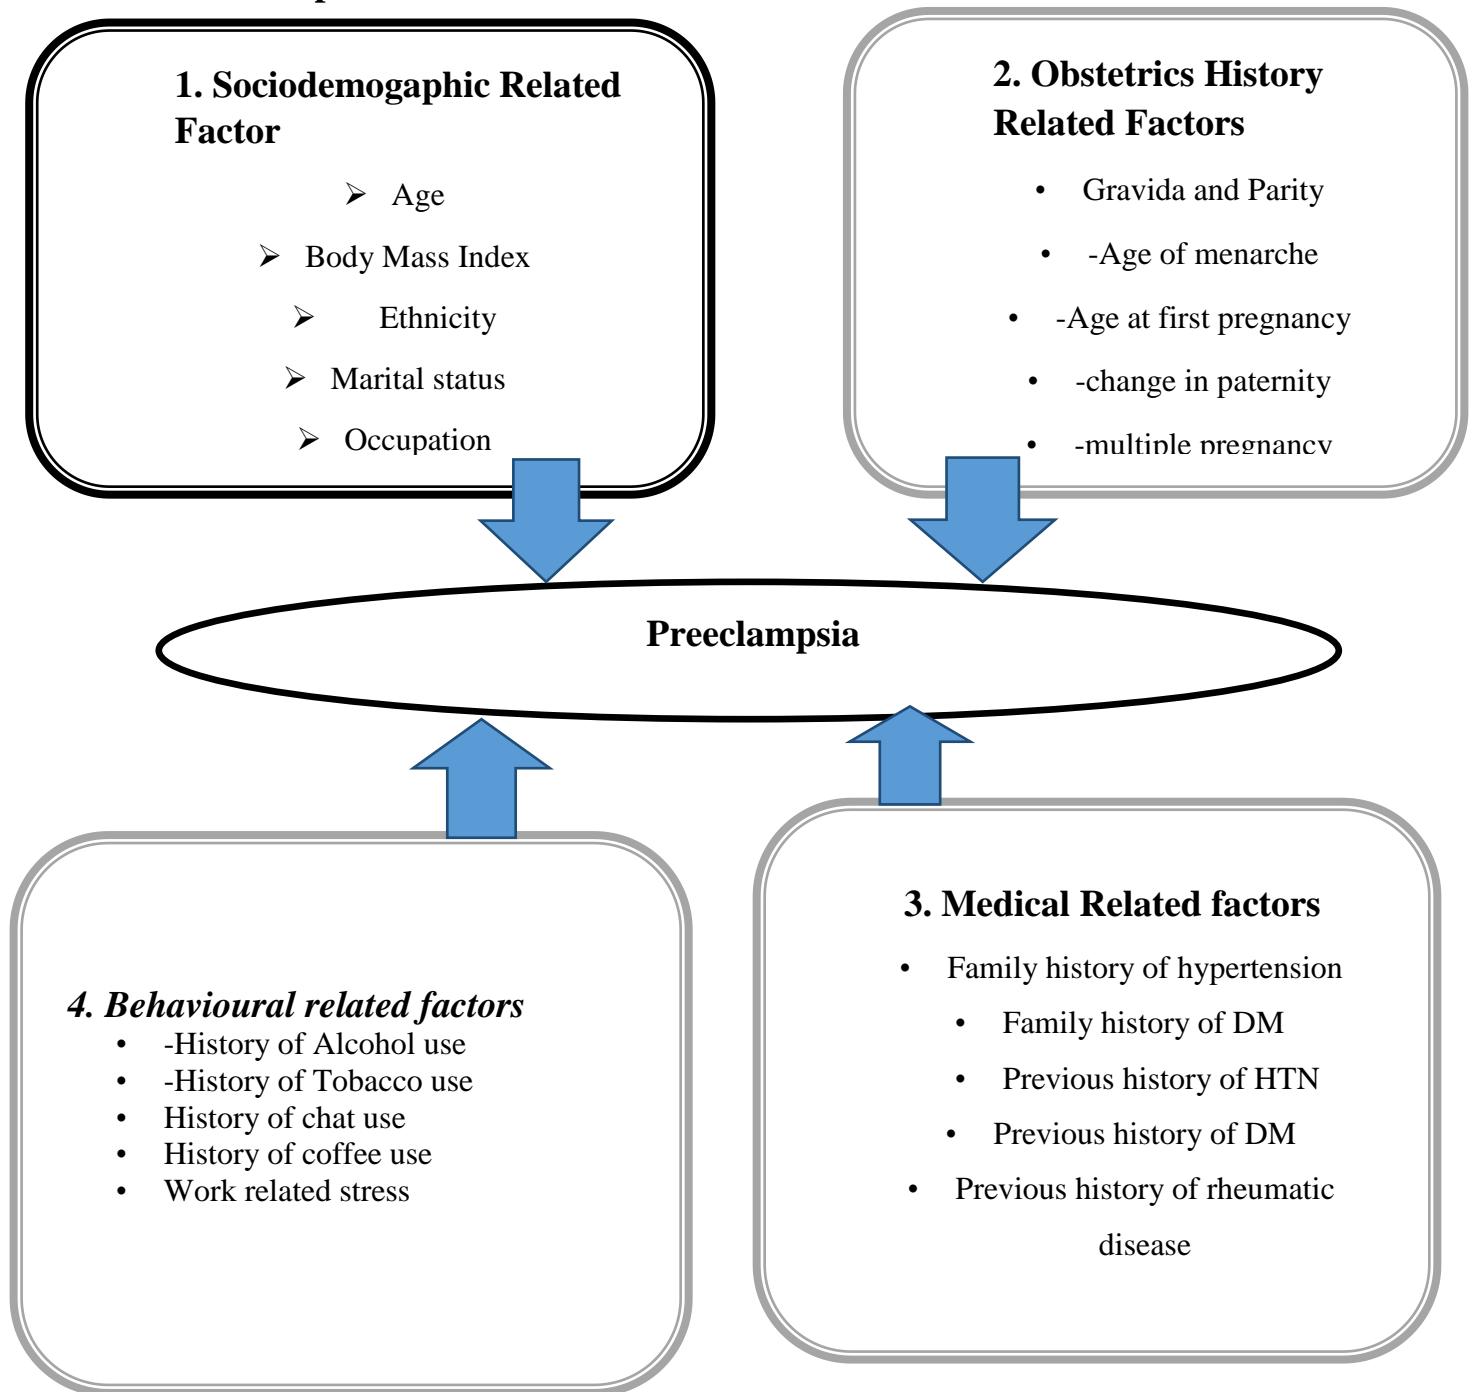 1. Sociodemogaphic Related
Factor
➢ Age
➢ Body Mass Index
➢ Ethnicity
➢ Marital status
➢ Occupation
2. Obstetrics History
Related Factors
• Gravida and Parity
• -Age of menarche
• -Age at first pregnancy
• -change in paternity
• -multiple pregnancy
Preeclampsia
3. Medical Related factors
• Family history of hypertension
• Family history of DM
• Previous history of HTN
• Previous history of DM
• Previous history of rheumatic
disease
4. Behavioural related factors
• -History of Alcohol use
• -History of Tobacco use
• History of chat use
• History of coffee use
• Work related stress